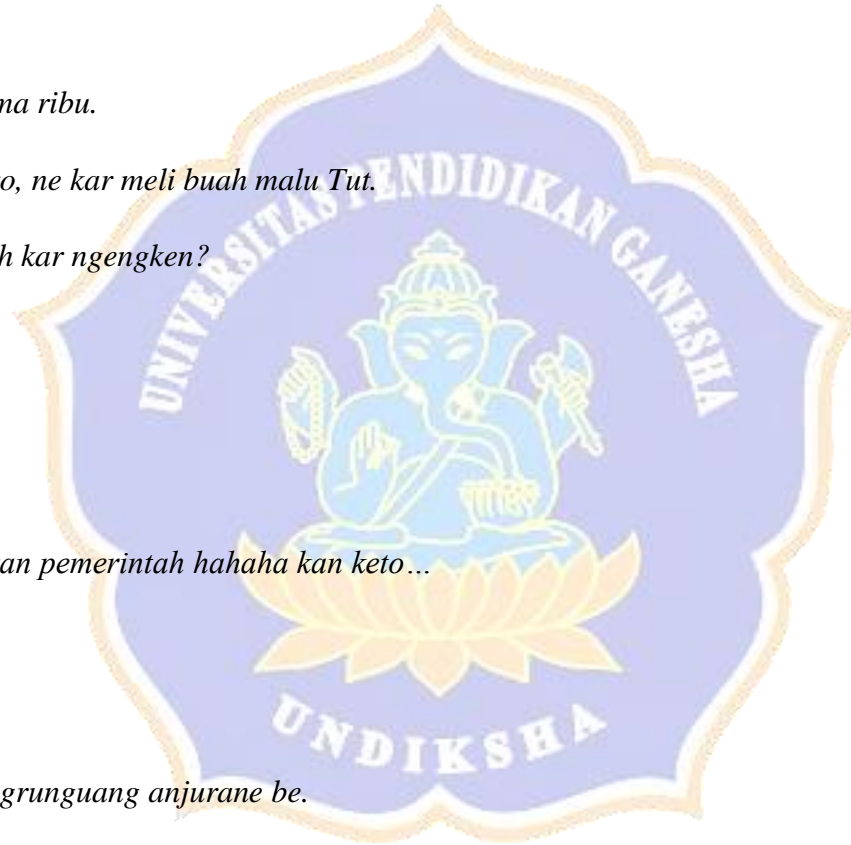 ma ribu.
o, ne kar meli buah malu Tut.
h kar ngengken?
UNIVERSITAS PENDIDIKAN GANESHA
an pemerintah hahaha kan keto…
UNDIKSHA
grunguang anjurane be.